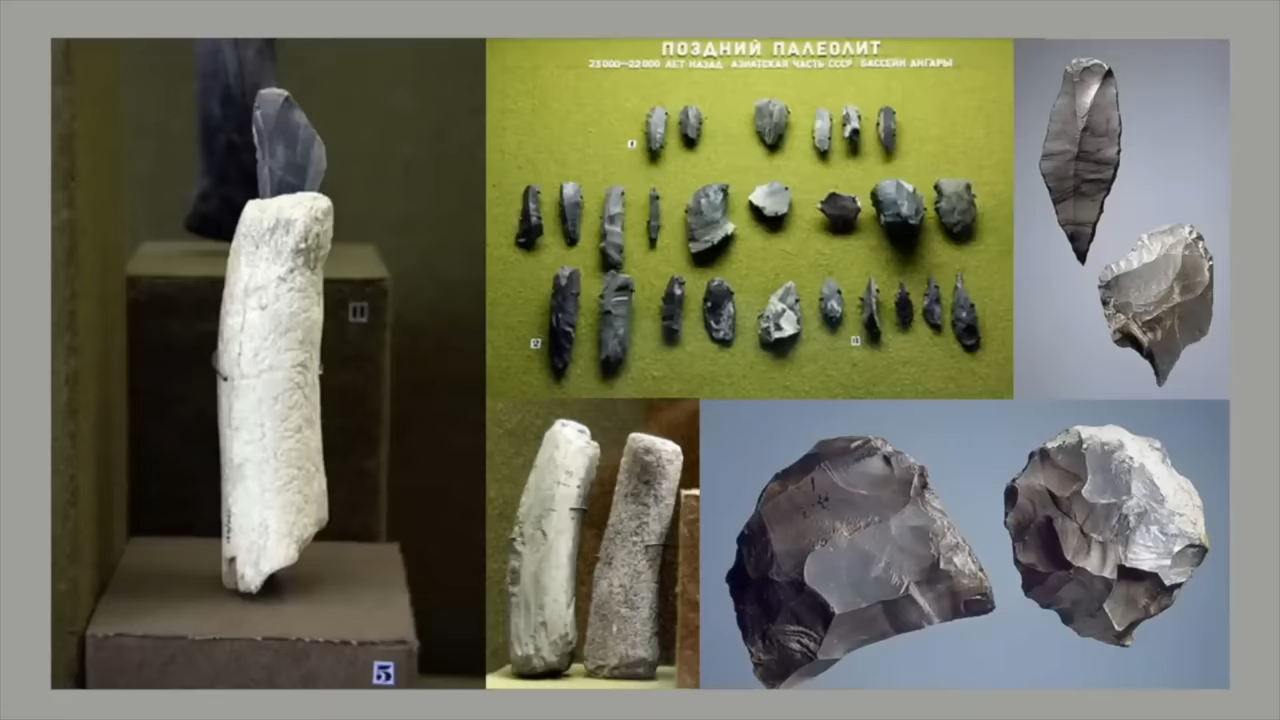 ПОЗДНИЙ ПАЛЕОЛИТ
23000—22000 ЛЕТ НАЗАД АЗИАТСКАЯ ЧАСТЬ СССР БАССЕЙН АНГАРЫ
11
5